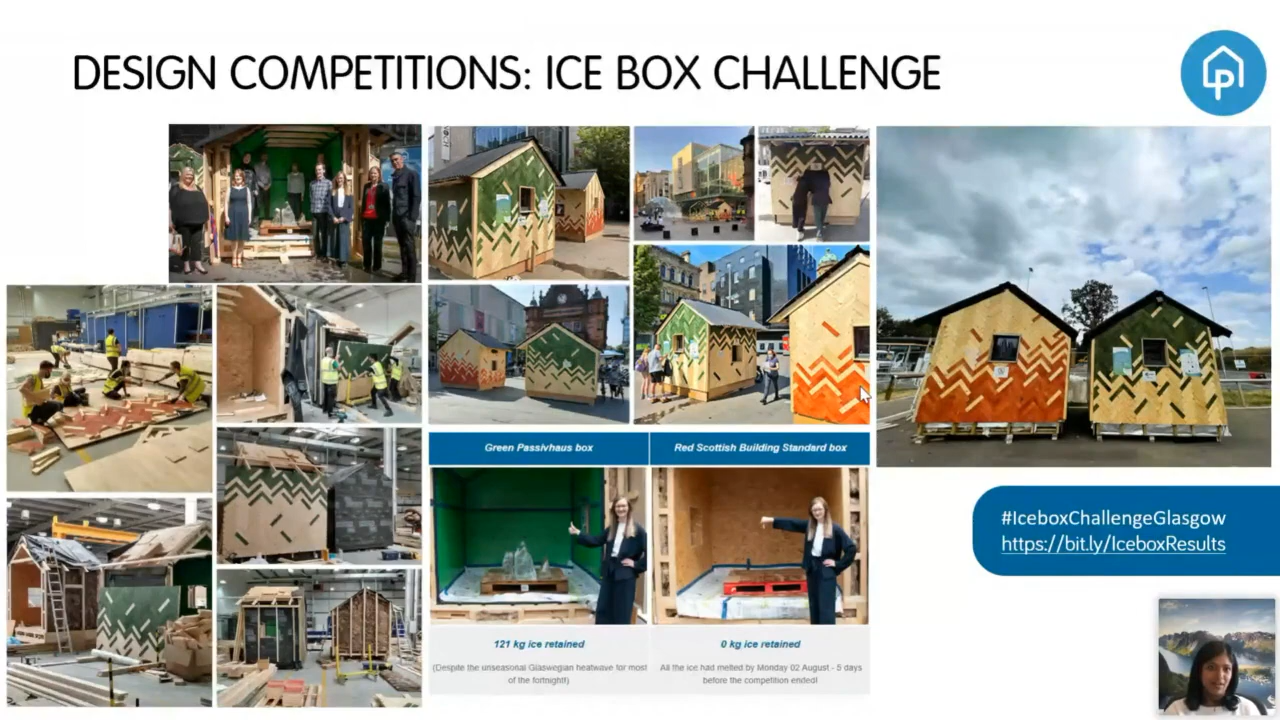 DESIGN COMPETITIONS: ICE BOX CHALLENGE
Green Passivhaus box
Red Scottish Building Standard box
121 kg ice retained
0 kg ice retained
(Despite the unseasonal Glaswegian heatwave for most
of the fortnight!)
All the ice had melted by Monday 02 August - 5 days
before the competition ended!
#IceboxChallengeGlasgow
https://bit.ly/IceboxResults